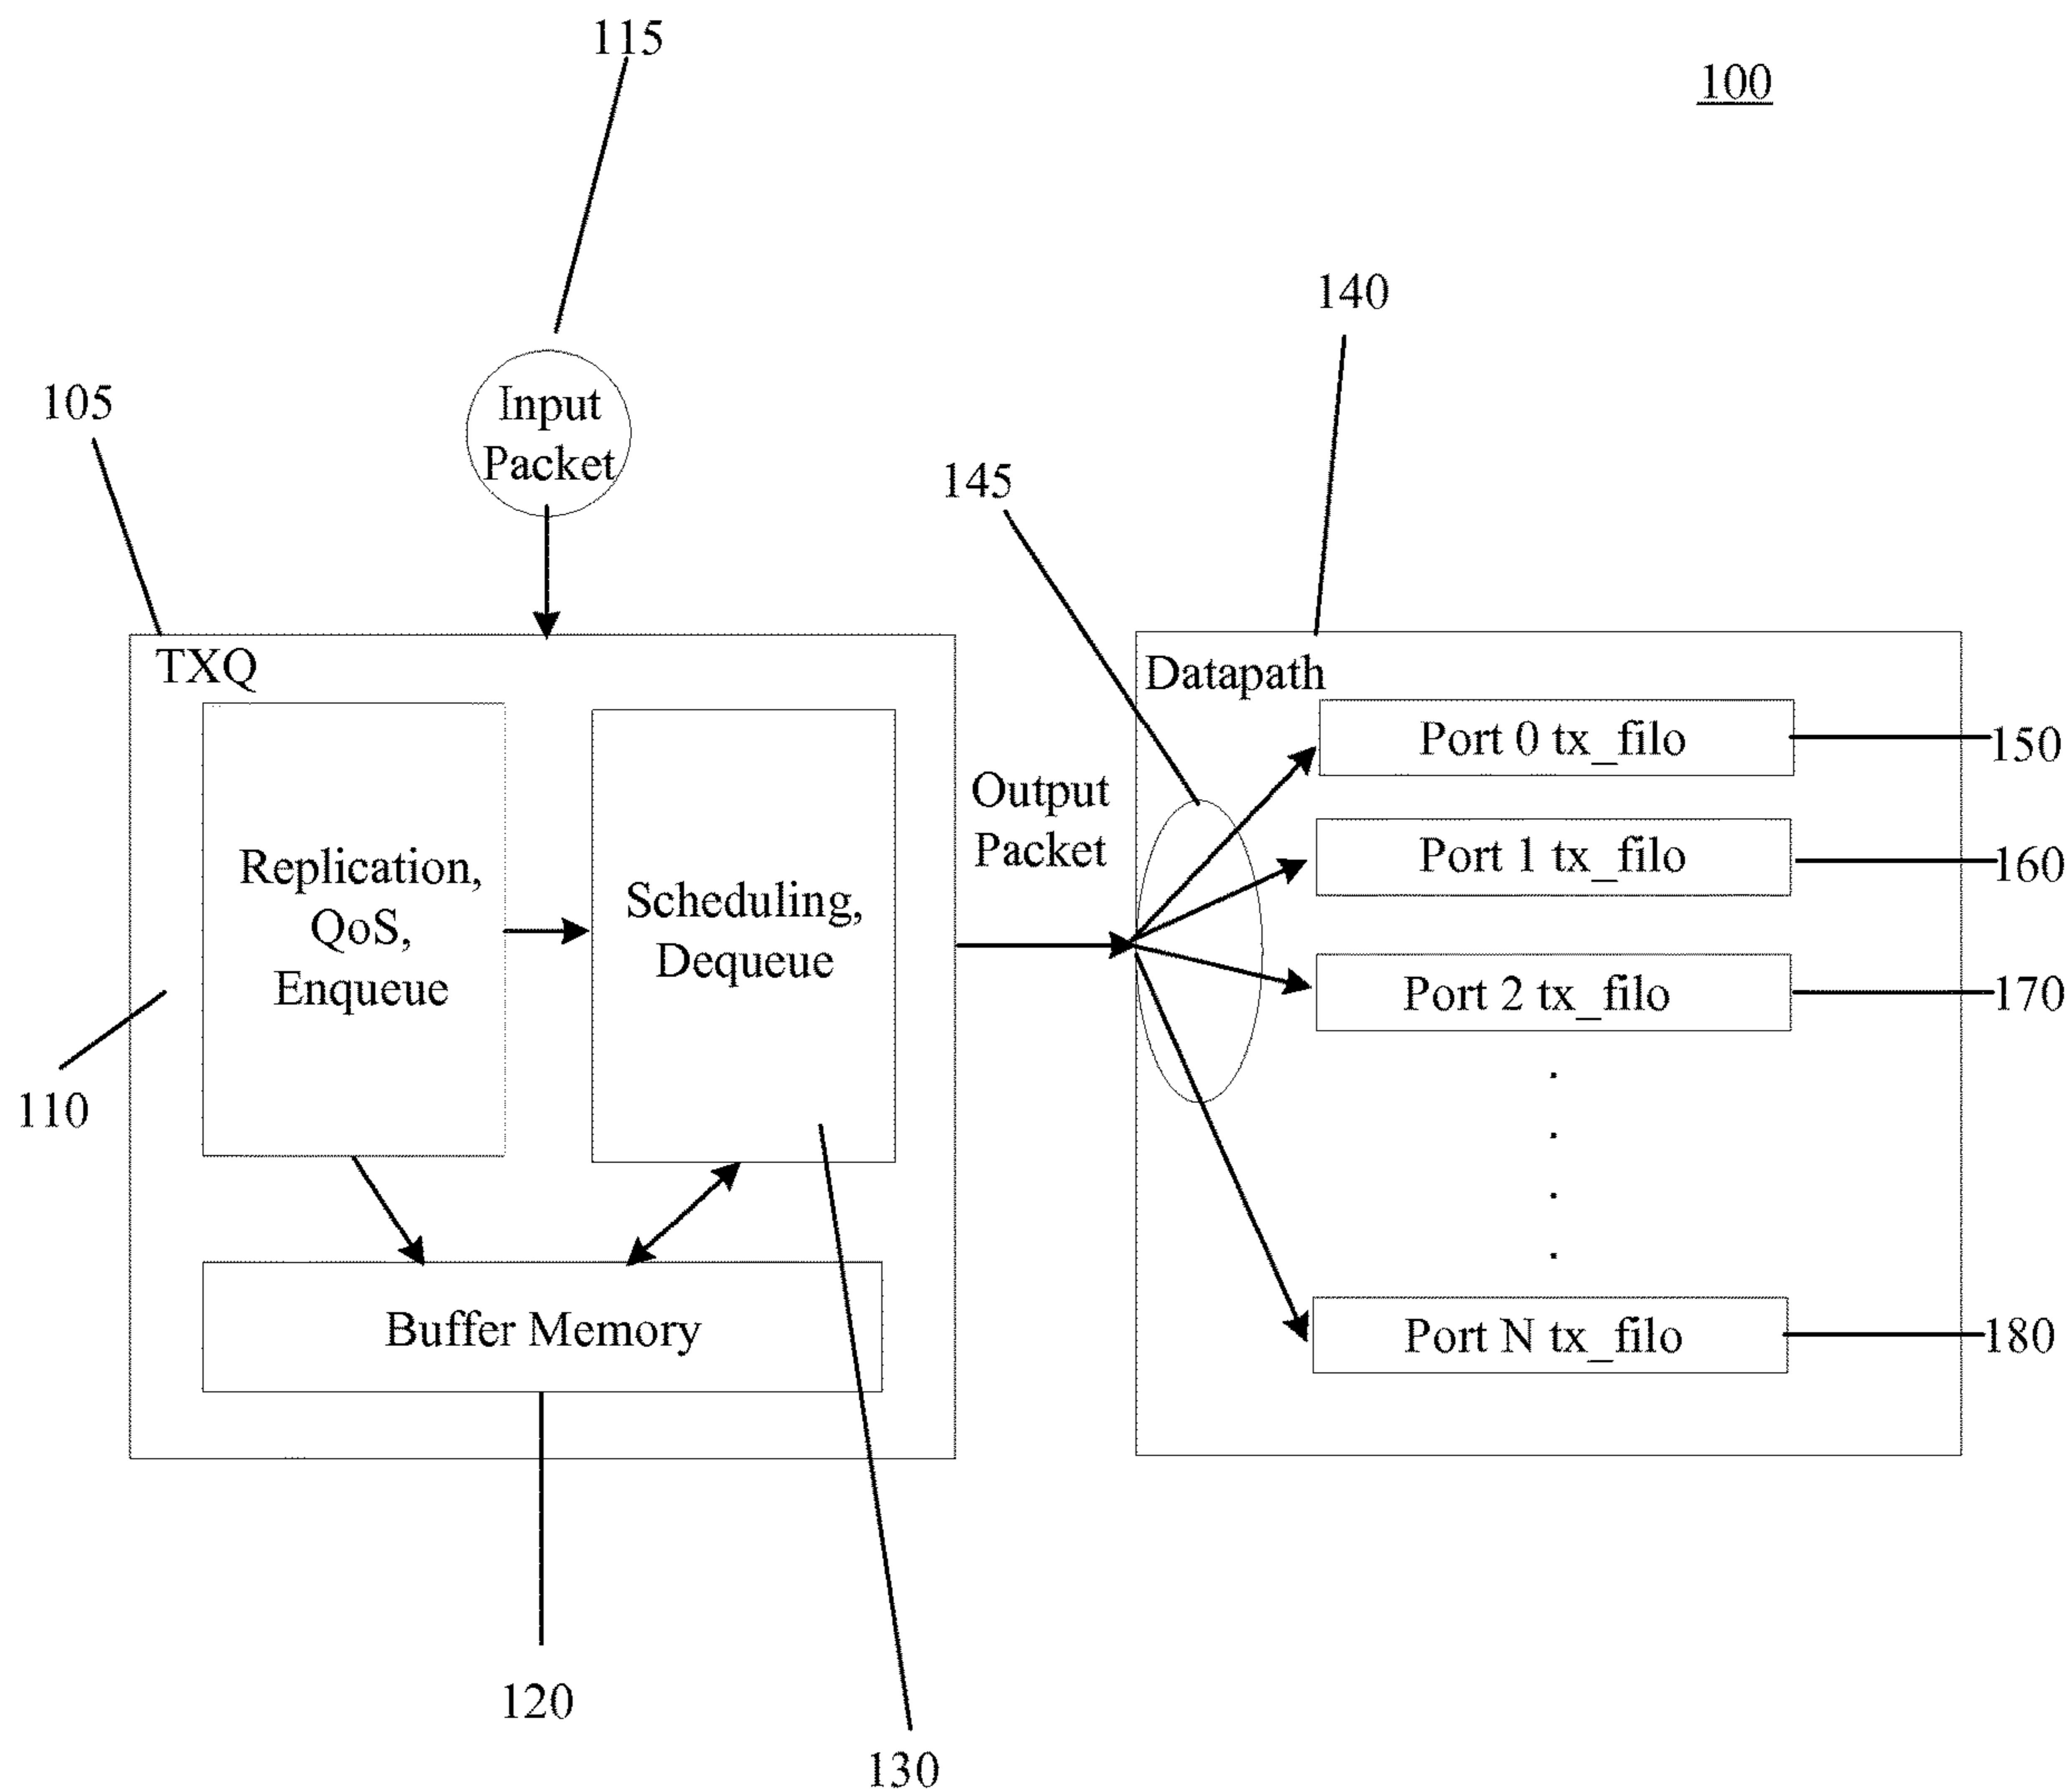 115
100
140
105
Input
Packet
145
TXQ
Datapath
Port 0 tx_filo
150
Output
Packet
Port 1 tx_filo
160
Replication,
QoS,
Enqueue
Scheduling,
Dequeue
Port 2 tx_filo
170
110
.
.
.
.
Buffer Memory
Port N tx_filo
180
120
130